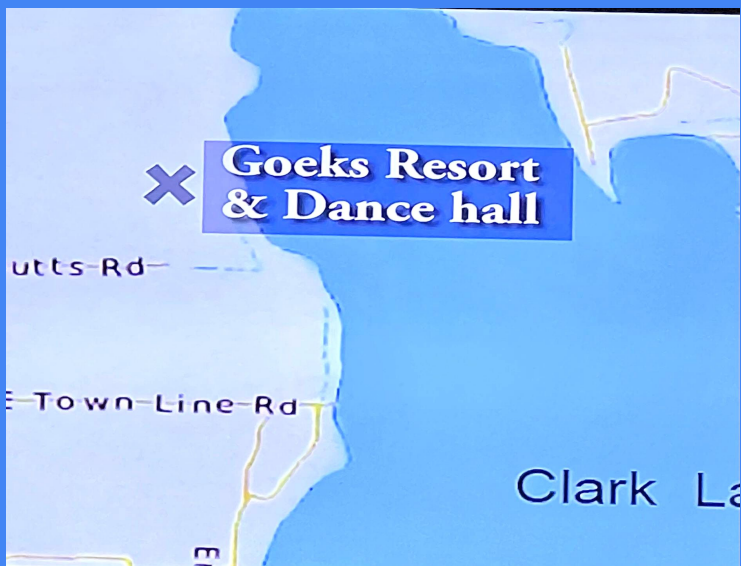 Goeks Resort
& Dance hall
utts Rd
E Town Line Rd
Clark La